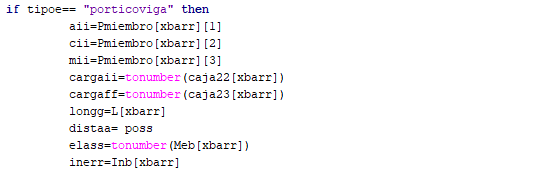 if tipoe== "porticoviga" then
aii=Pmiembro[xbarr][1]
cii=Pmiembro[xbarr][2]
mii=Pmiembro[xbarr][3]
cargaii=tonumber(caja22[xbarr])
cargaff=tonumber(caja23[xbarr])
longg=L[xbarr]
distaa= poss
elass=tonumber(Meb[xbarr])
inerr=Inb[xbarr]